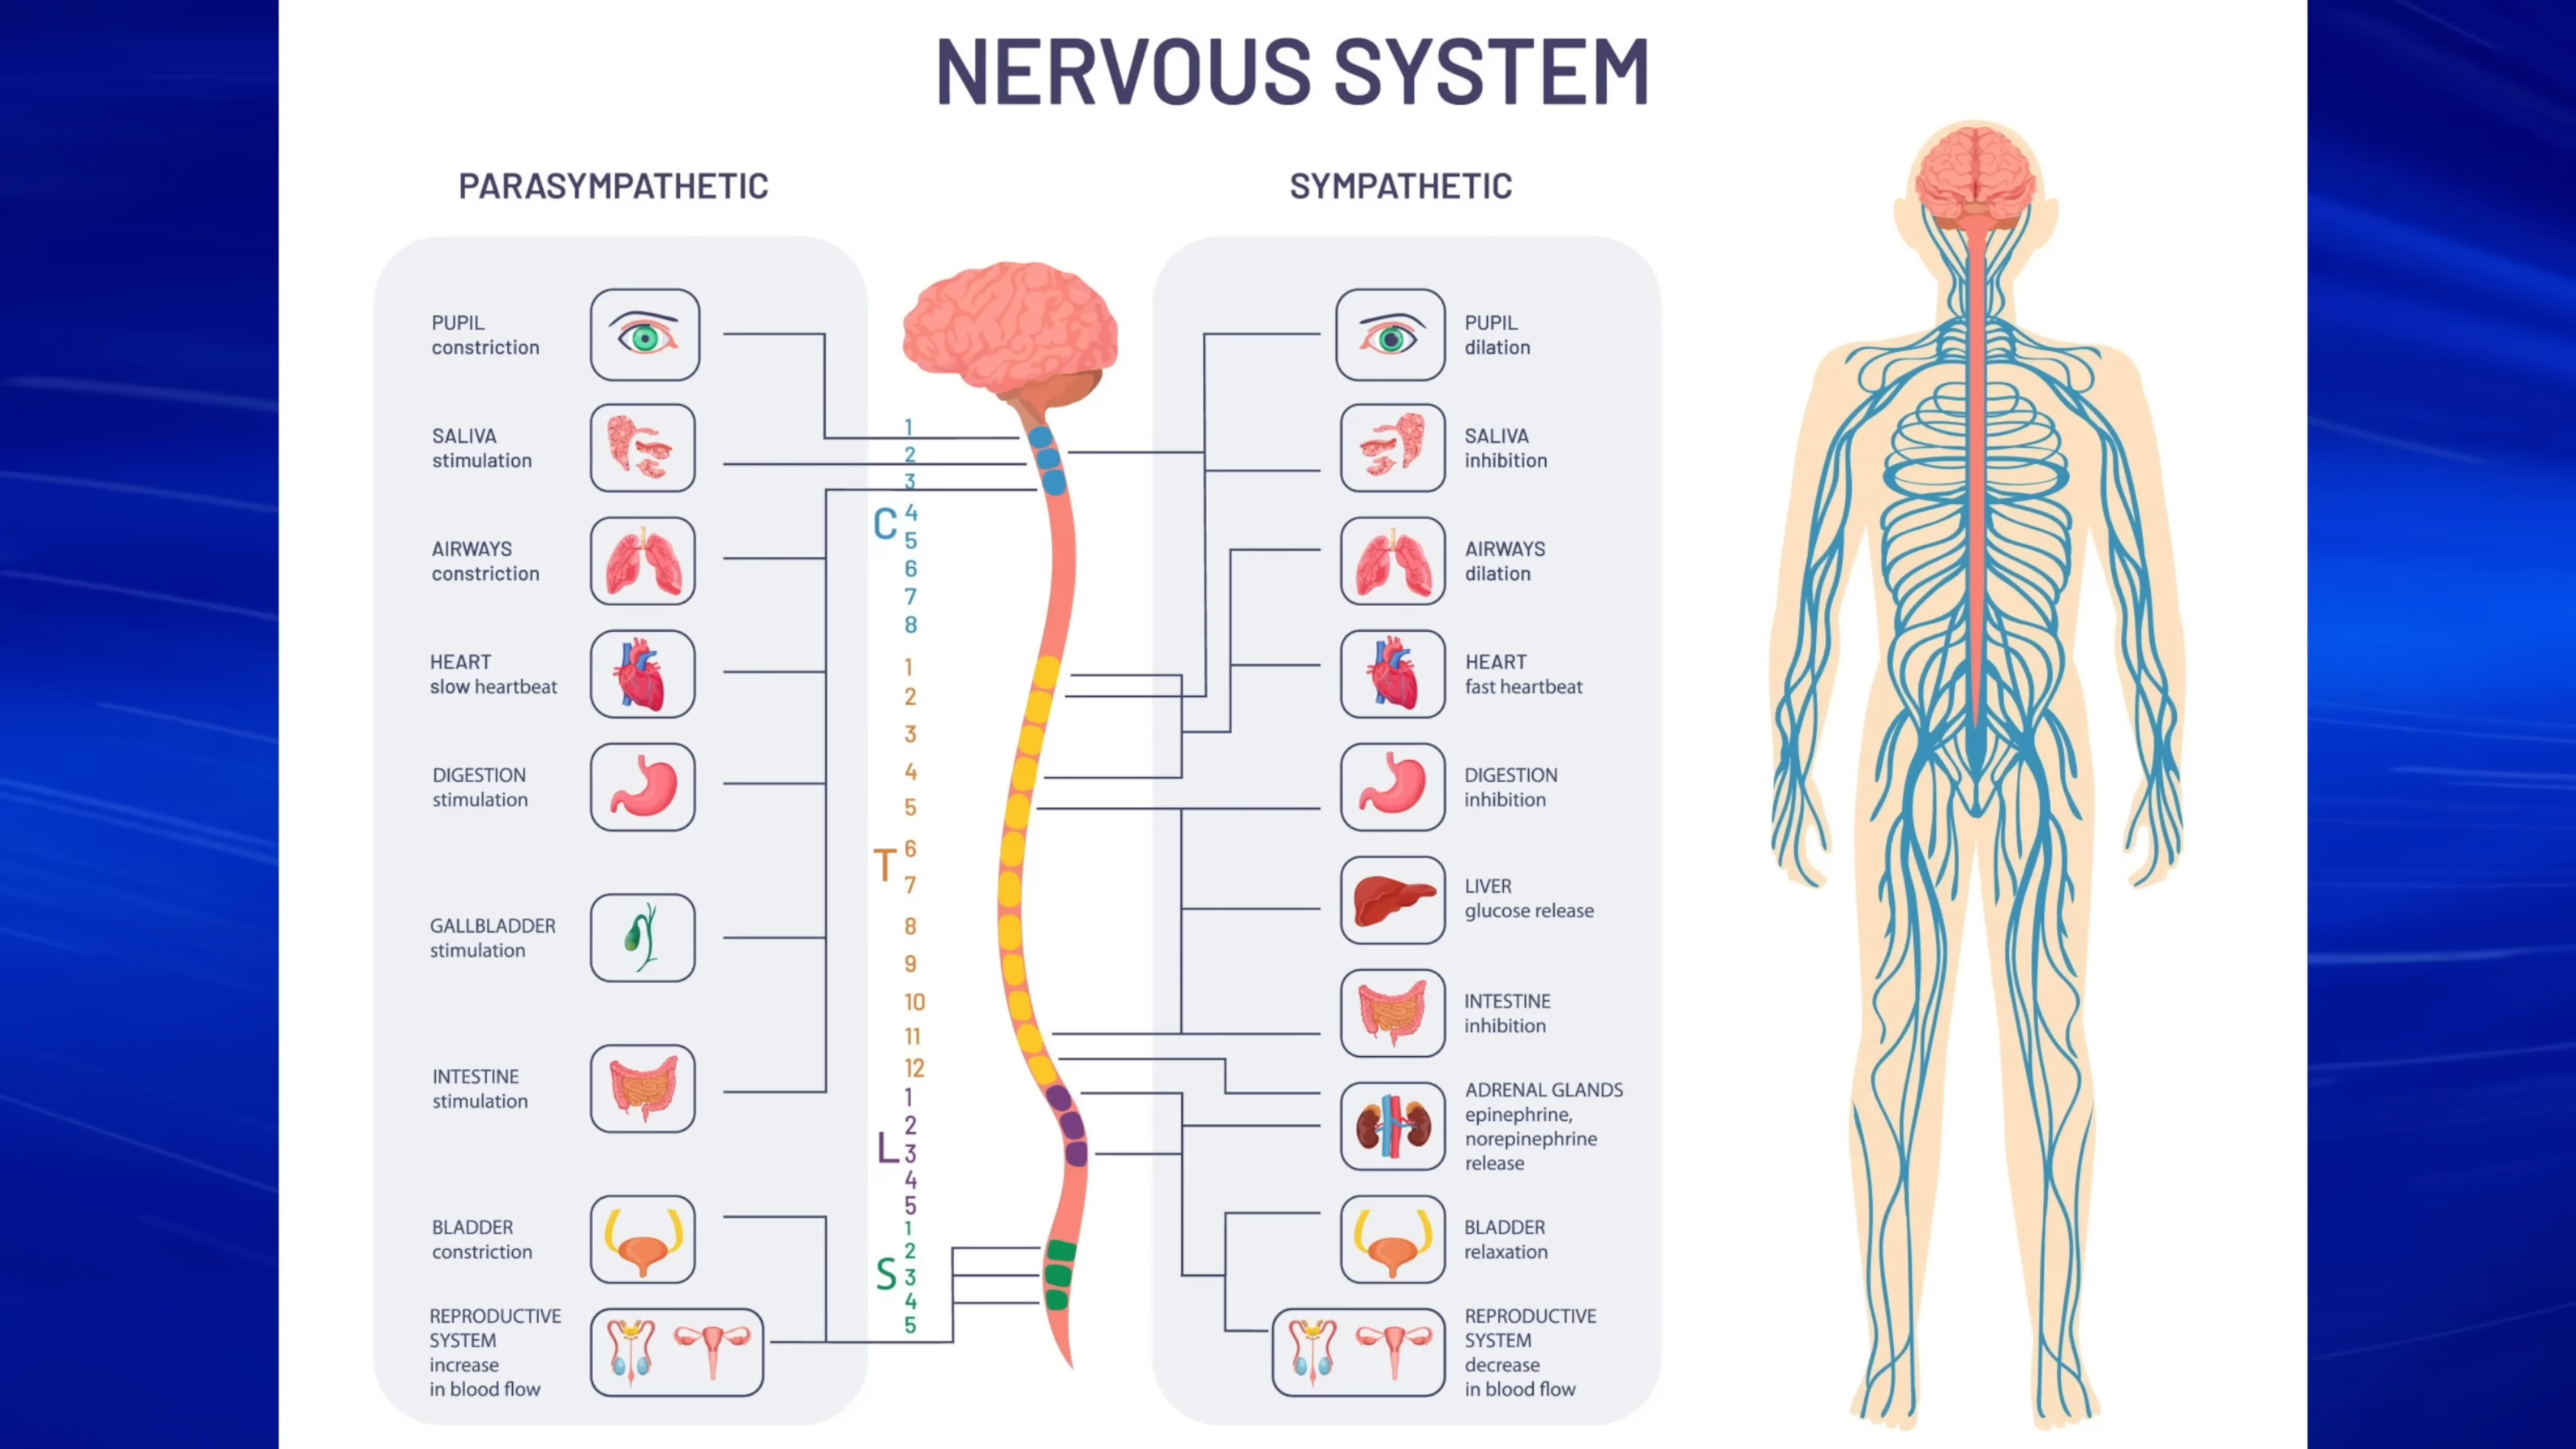 NERVOUS SYSTEM
PARASYMPATHETIC
PUPIL
constriction
SALIVA
stimulation
AIRWAYS
constriction
HEART
slow heartbeat
DIGESTION
stimulation
GALLBLADDER
stimulation
INTESTINE
stimulation
BLADDER
constriction
REPRODUCTIVE
SYSTEM
increase
in blood flow
C
1
2
3
4
5
6
7
8
T
1
2
3
4
5
6
7
8
9
10
11
12
L
1
2
3
4
5
S
1
2
3
4
5
SYMPATHETIC
PUPIL
dilation
SALIVA
inhibition
AIRWAYS
dilation
HEART
fast heartbeat
DIGESTION
inhibition
LIVER
glucose release
INTESTINE
inhibition
ADRENAL GLANDS
epinephrine,
norepinephrine
release
BLADDER
relaxation
REPRODUCTIVE
SYSTEM
decrease
in blood flow